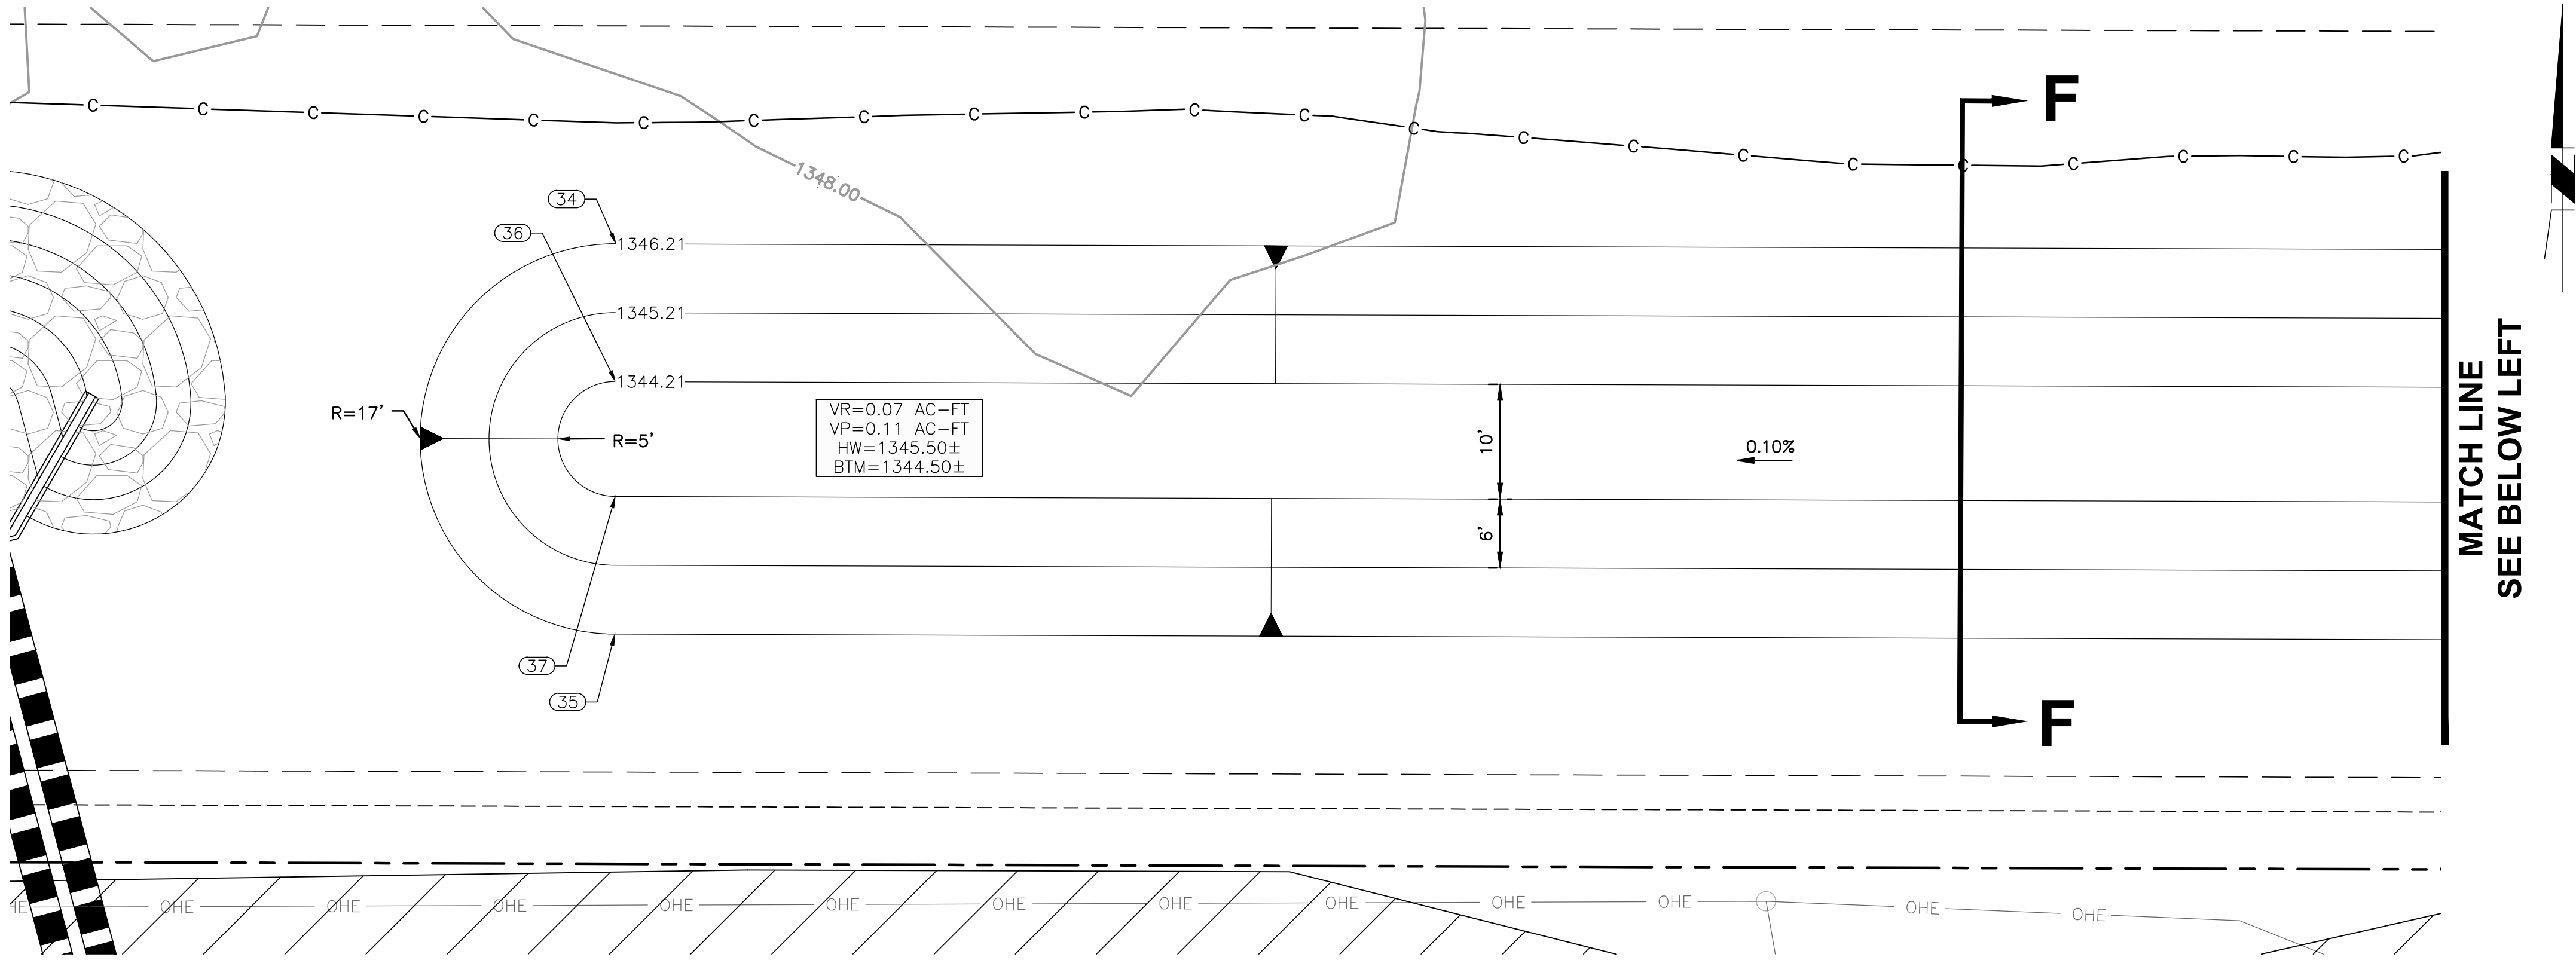 C C C C C C C C C C C C C C C C C C C C C C
F
1348.00
34
36
1346.21
1345.21
1344.21
R=17'
R=5'
VR=0.07 AC-FT
VP=0.11 AC-FT
HW=1345.50±
BTM=1344.50±
10'
6'
0.10%
MATCH LINE
SEE BELOW LEFT
N
37
35
F
HE OHE OHE OHE OHE OHE OHE OHE OHE OHE OHE OHE OHE